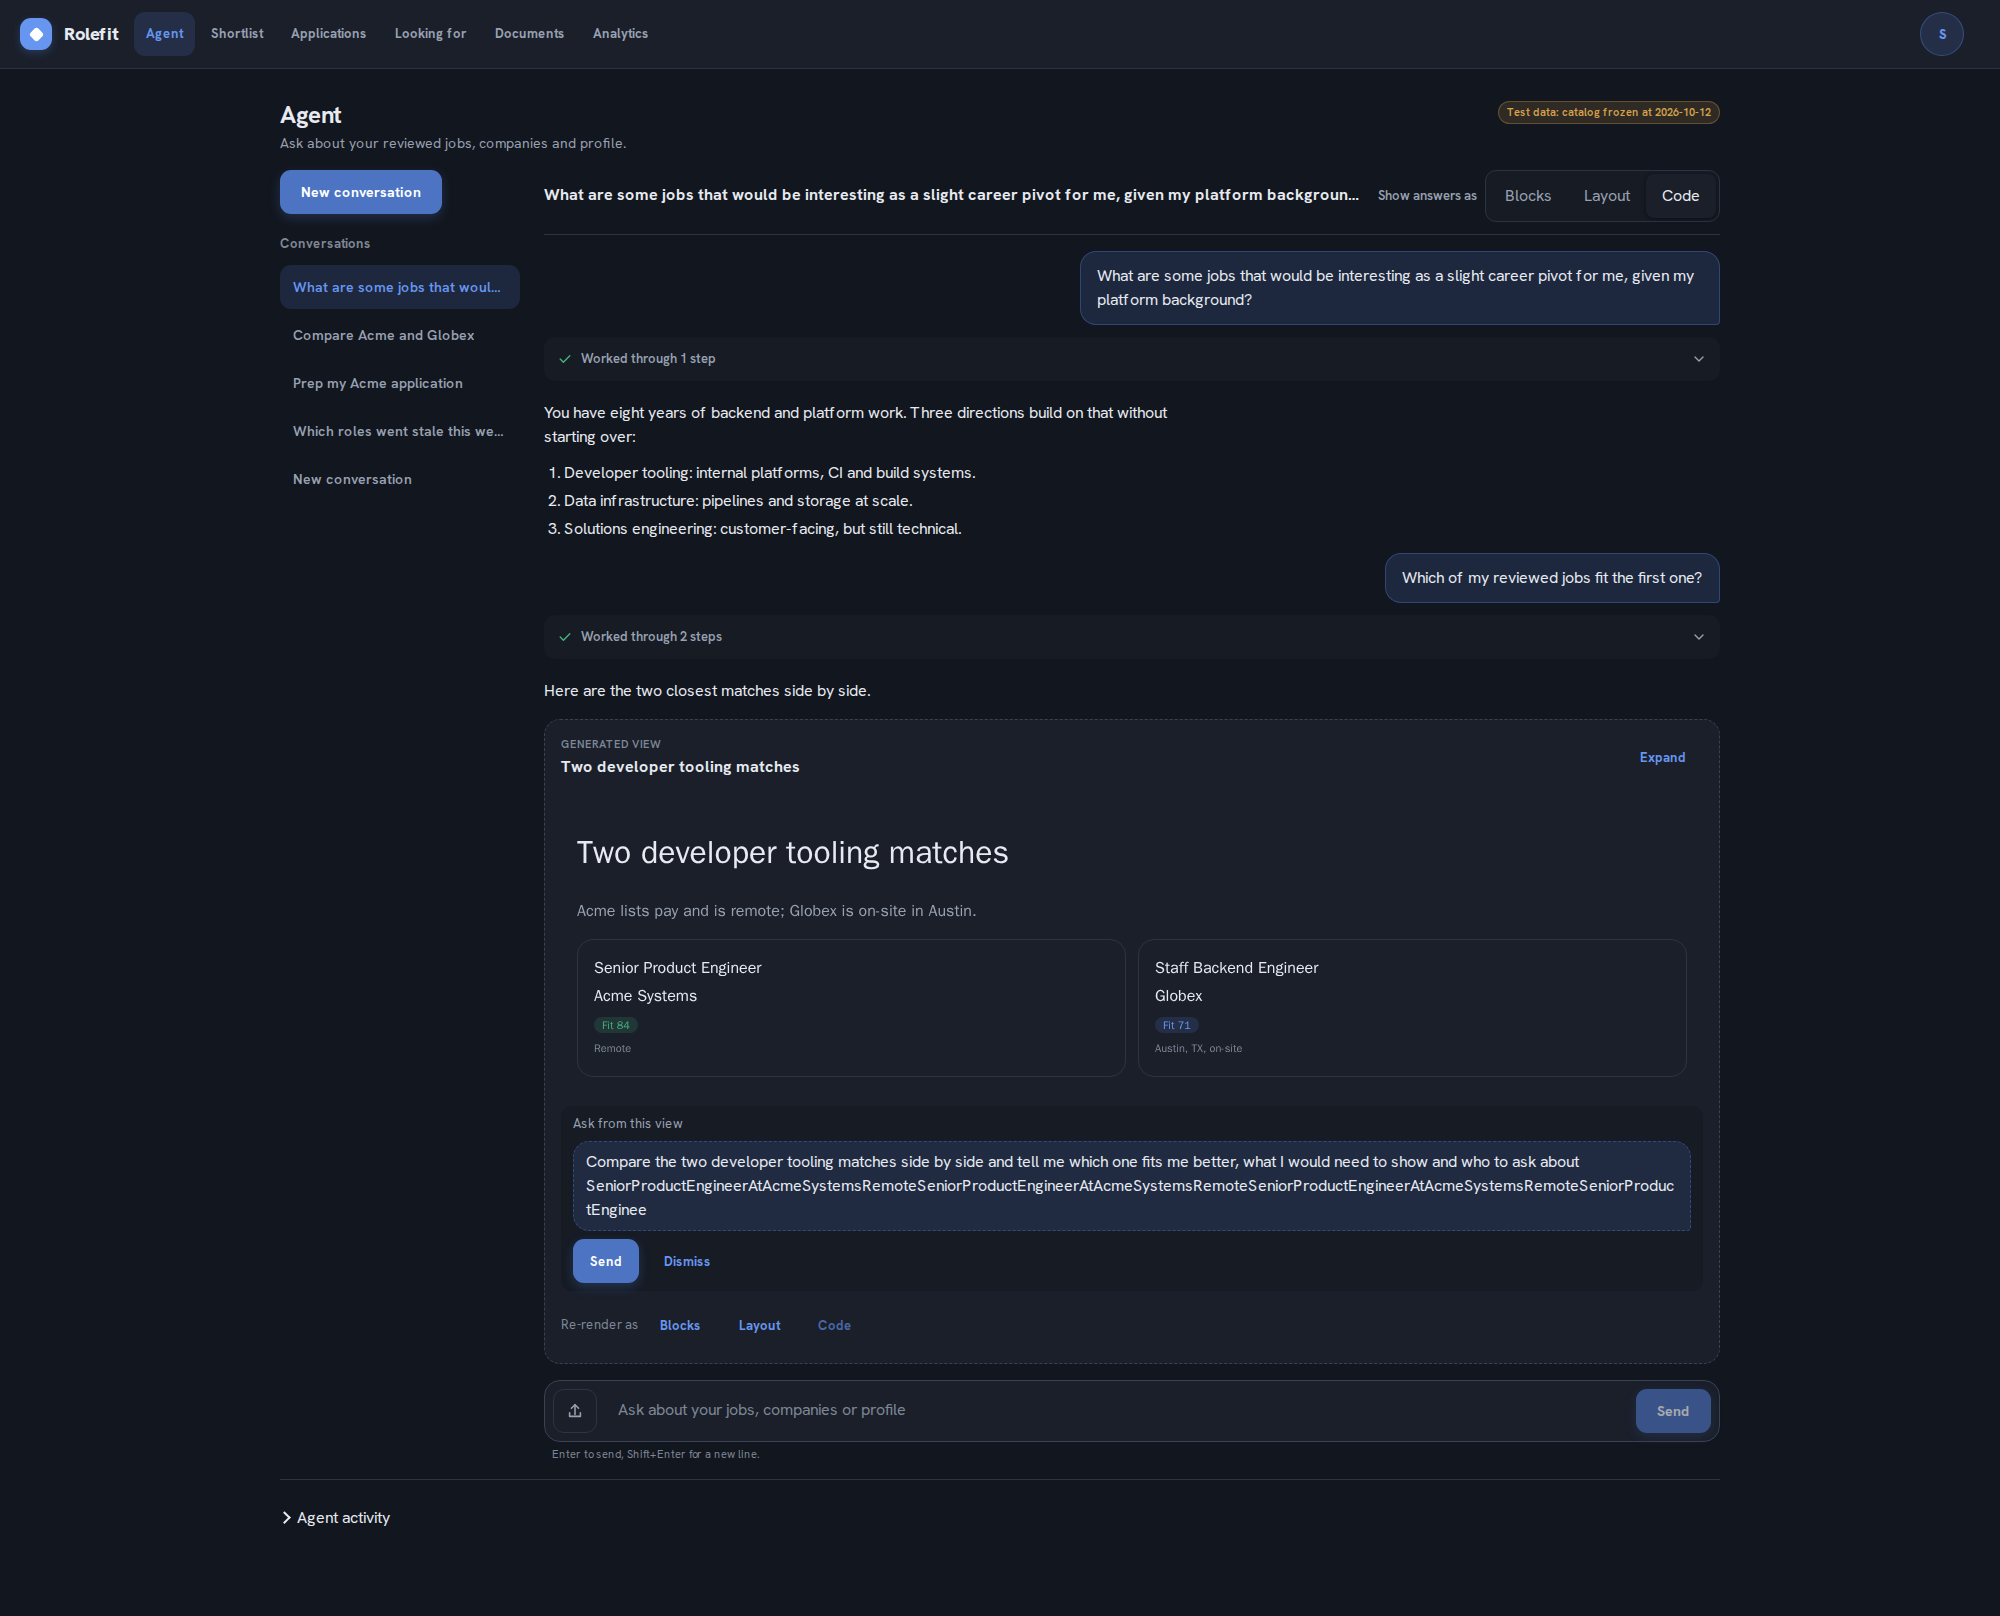 Rolefit
Agent
Shortlist
Applications
Looking for
Documents
Analytics
S
Agent
Ask about your reviewed jobs, companies and profile.
Test data: catalog frozen at 2026-10-12
New conversation
Conversations
What are some jobs that woul...
Compare Acme and Globex
Prep my Acme application
Which roles went stale this we...
New conversation
What are some jobs that would be interesting as a slight career pivot for me, given my platform backgroun...
Show answers as
Blocks
Layout
Code
What are some jobs that would be interesting as a slight career pivot for me, given my
platform background?
Worked through 1 step
You have eight years of backend and platform work. Three directions build on that without
starting over:
1. Developer tooling: internal platforms, CI and build systems.
2. Data infrastructure: pipelines and storage at scale.
3. Solutions engineering: customer-facing, but still technical.
Which of my reviewed jobs fit the first one?
Worked through 2 steps
Here are the two closest matches side by side.
GENERATED VIEW
Two developer tooling matches
Expand
Two developer tooling matches
Acme lists pay and is remote; Globex is on-site in Austin.
Senior Product Engineer
Acme Systems
Fit 84
Remote
Staff Backend Engineer
Globex
Fit 71
Austin, TX, on-site
Ask from this view
Compare the two developer tooling matches side by side and tell me which one fits me better, what I would need to show and who to ask about
SeniorProductEngineerAtAcmeSystemsRemoteSeniorProductEngineerAtAcmeSystemsRemoteSeniorProductEngineerAtAcmeSystemsRemoteSeniorProduc
tEnginee
Send
Dismiss
Re-render as
Blocks
Layout
Code
Ask about your jobs, companies or profile
Send
Enter to send, Shift+Enter for a new line.
Agent activity